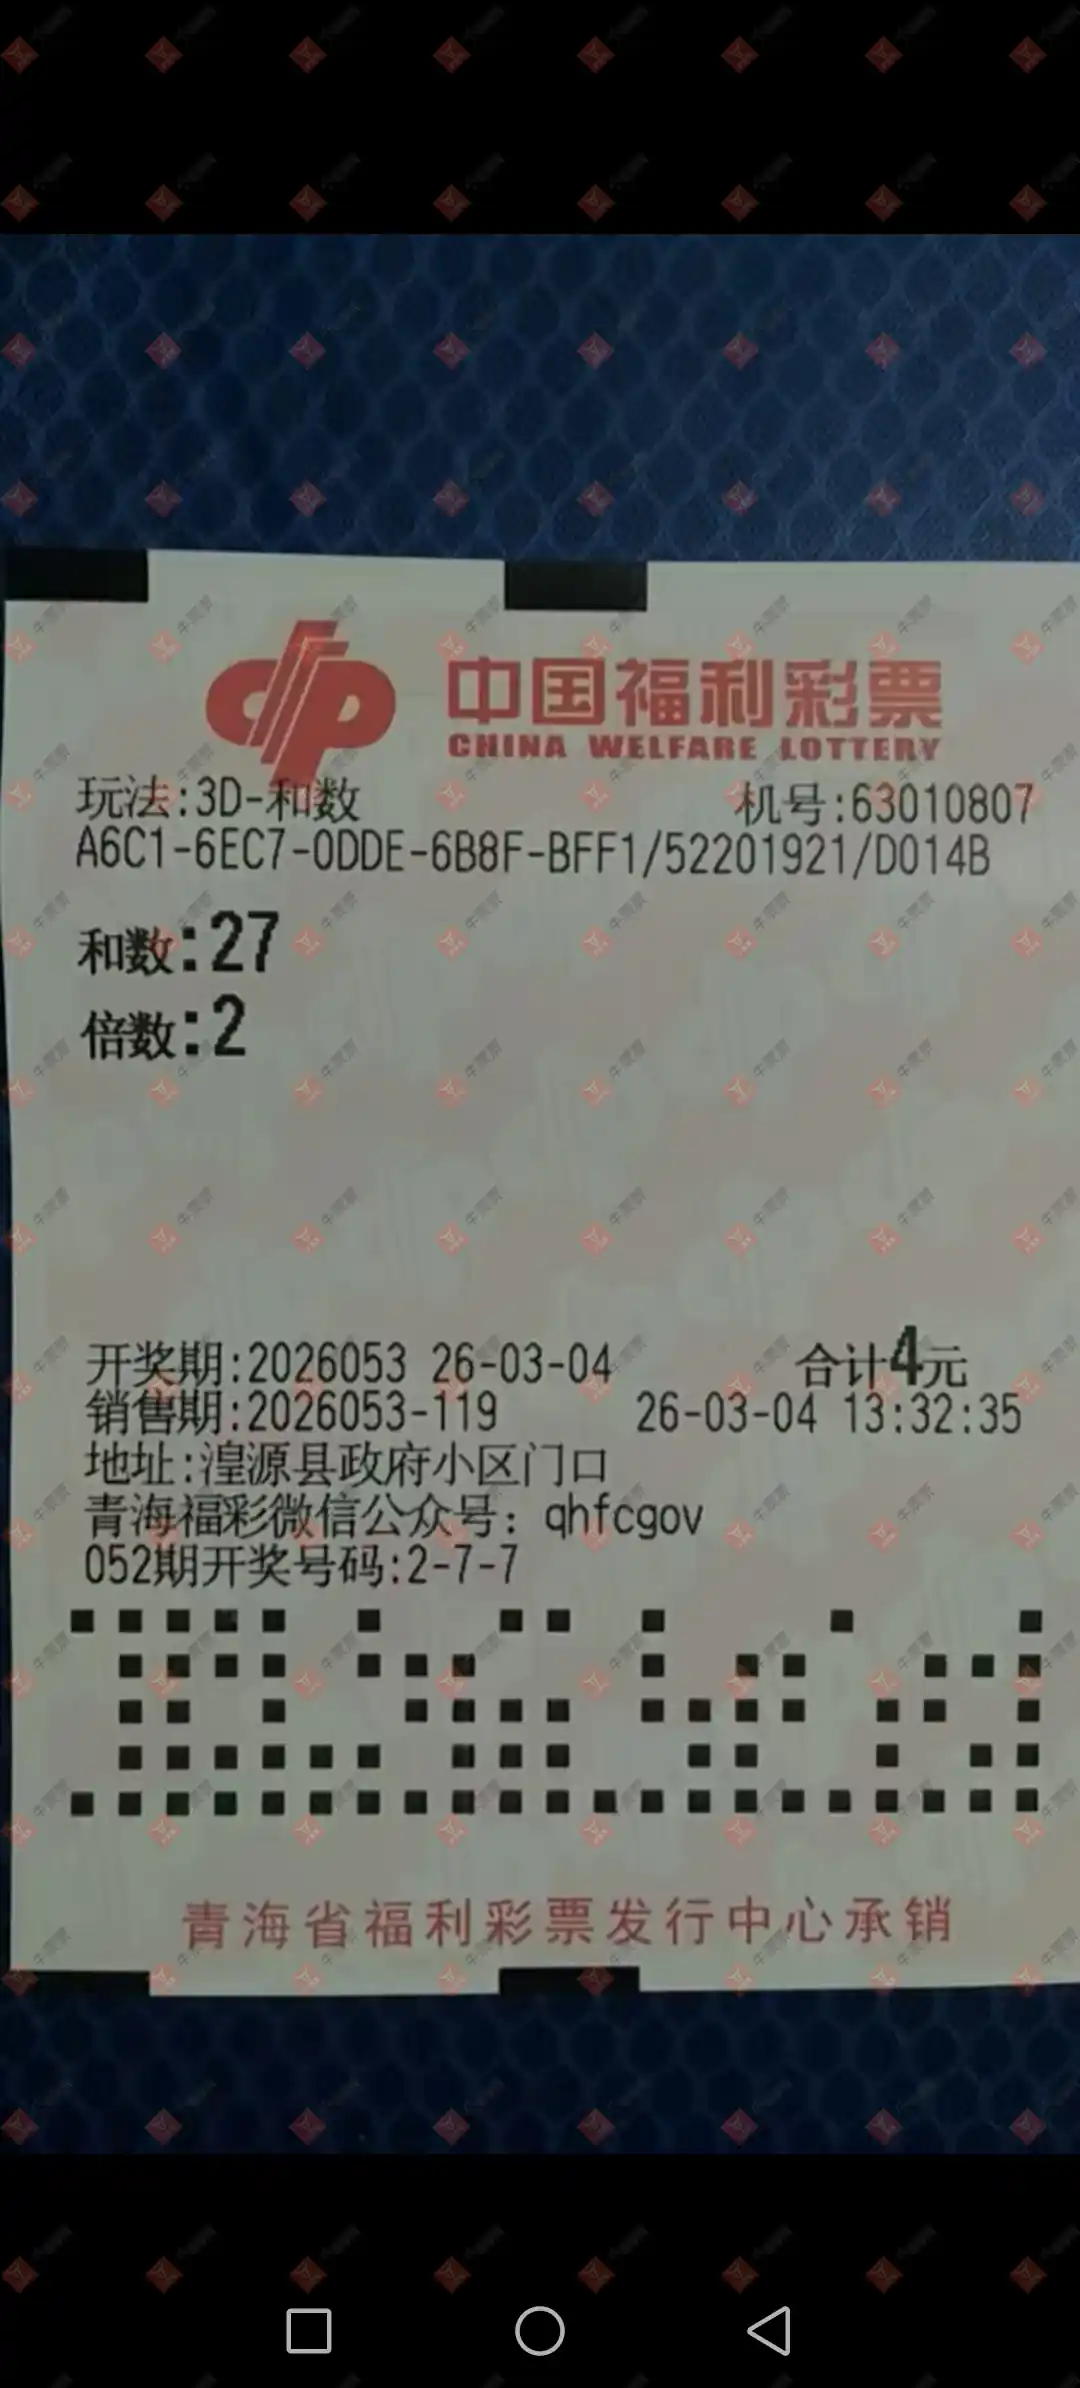 中国福利彩票
CHINA WELFARE LOTTERY
玩法:3D-和数 机号:63010807
A6C1-6EC7-0DDE-6B8F-BFF1/52201921/D014B
和数:27
倍数:2
开奖期:2026053 26-03-04 合计4元
销售期:2026053-119 26-03-04 13:32:35
地址:湟源县政府小区门口
青海福彩微信公众号: qhfcgov
052期开奖号码:2-7-7
青海省福利彩票发行中心承销